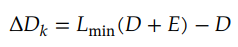 ΔD_k = L_min(D + E) − D